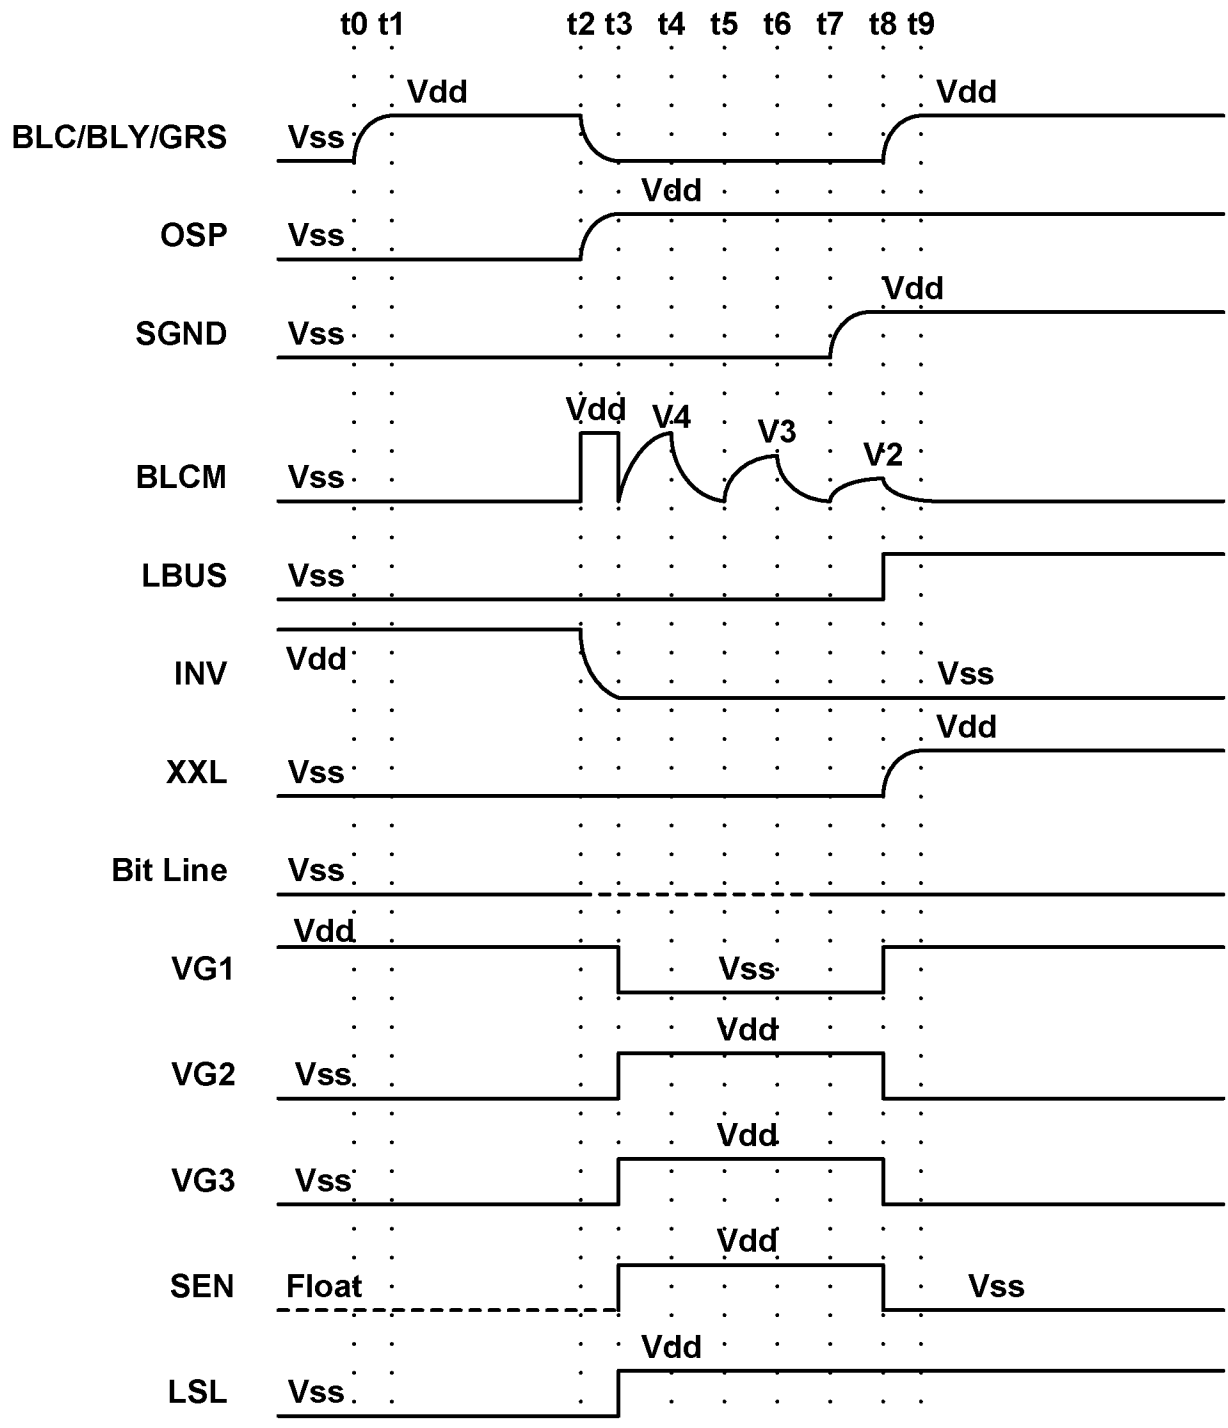 t0 t1 t2 t3 t4 t5 t6 t7 t8 t9
Vdd Vdd
BLC/BLY/GRS Vss
Vdd
OSP Vss
Vdd
SGND Vss
Vdd V4 V3 V2
BLCM Vss
LBUS Vss
INV Vdd Vss
Vdd
XXL Vss
Bit Line Vss
Vdd
VG1 Vss
Vdd
VG2 Vss
Vdd
VG3 Vss
Vdd
SEN Float Vss
Vdd
LSL Vss